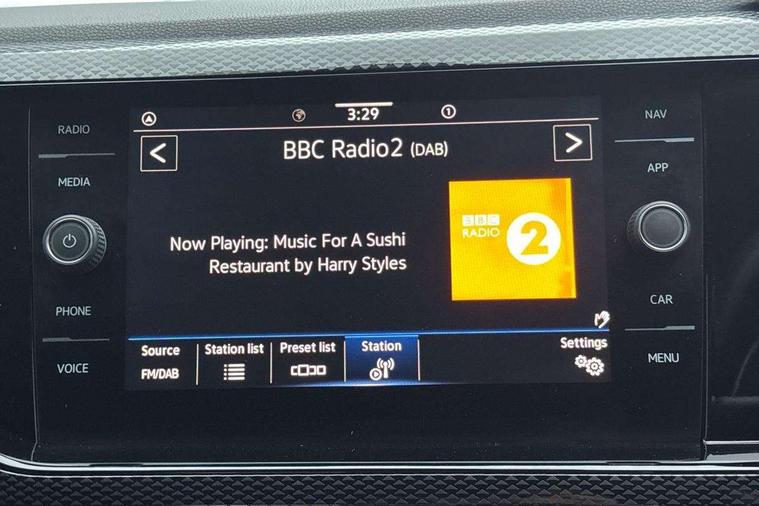 RADIO
MEDIA
PHONE
VOICE
3:29
1
BBC Radio2 (DAB)
Now Playing: Music For A Sushi
Restaurant by Harry Styles
BBC
RADIO
2
Source
FM/DAB
Station list
Preset list
Station
Settings
NAV
APP
CAR
MENU